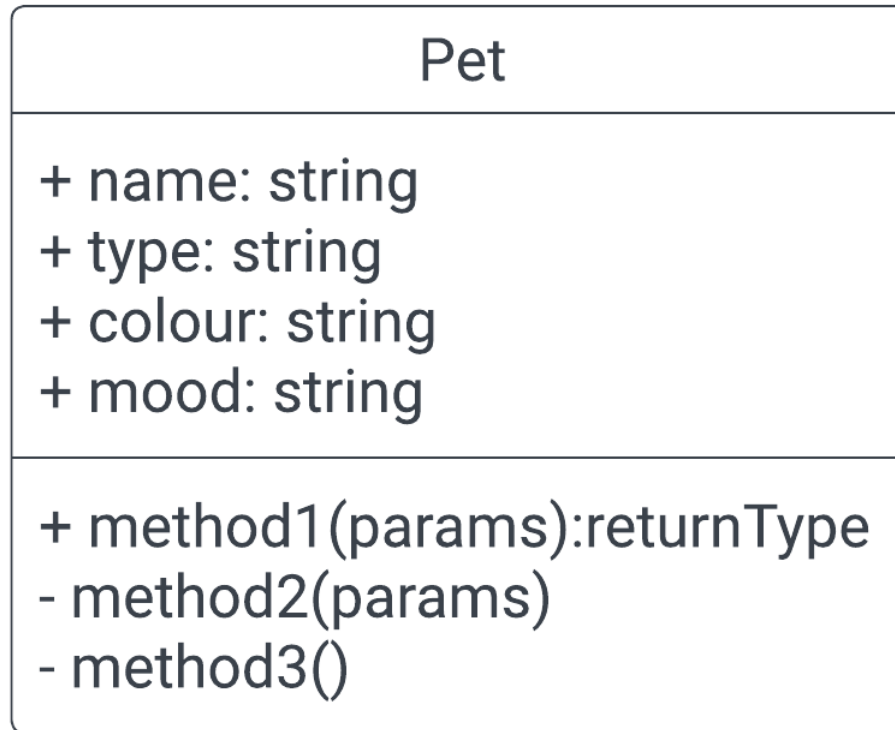 Pet
+ name: string
+ type: string
+ colour: string
+ mood: string
+ method1(params):returnType
- method2(params)
- method3()